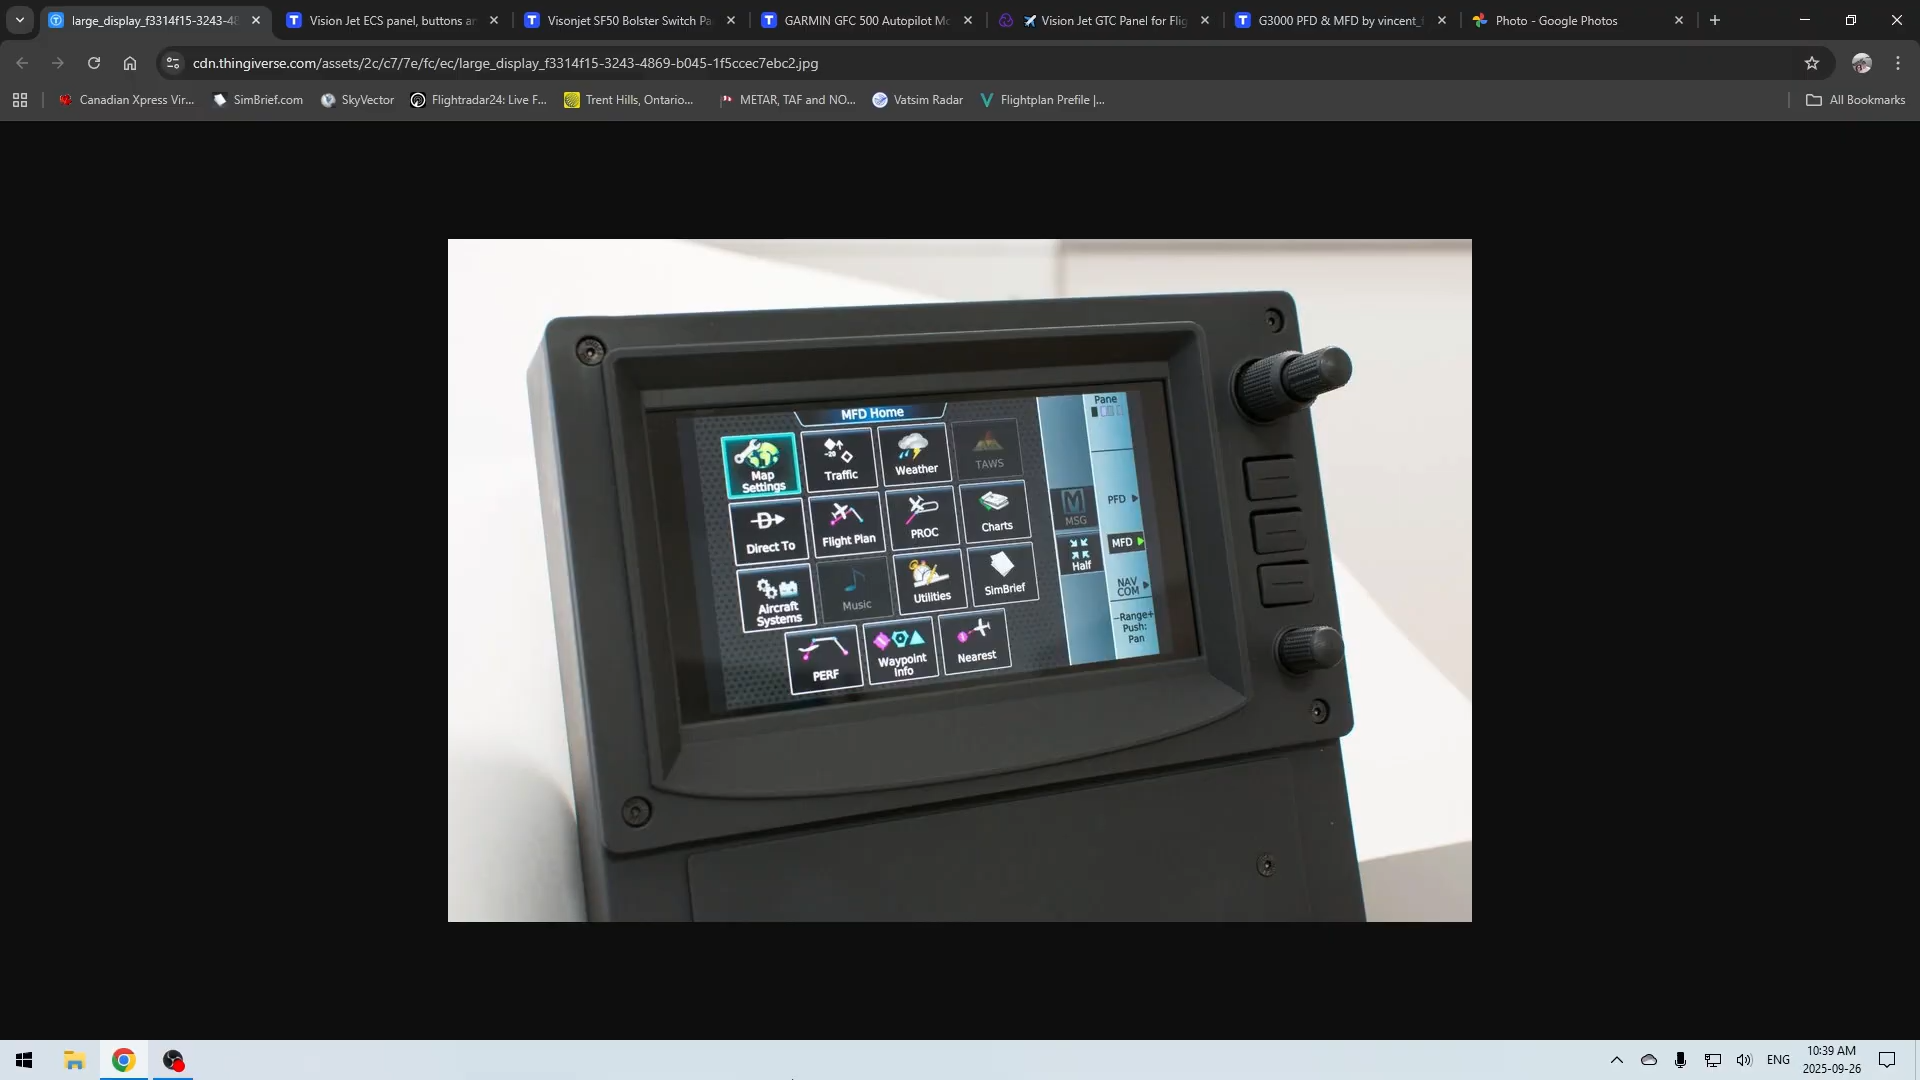 large_display_f3314f15-3243-48
Vision Jet ECS panel, buttons an
Visonjet SF50 Bolster Switch Pa
GARMIN GFC 500 Autopilot Mo
Vision Jet GTC Panel for Flig
G3000 PFD & MFD by vincent_
Photo - Google Photos
cdn.thingiverse.com/assets/2c/c7/7e/fc/ec/large_display_f3314f15-3243-4869-b045-1f5ccec7ebc2.jpg
Canadian Xpress Vir...
SimBrief.com
SkyVector
Flightradar24: Live F...
Trent Hills, Ontario...
METAR, TAF and NO...
Vatsim Radar
Flightplan Prefile |...
All Bookmarks
MFD Home
Pane
Map
Settings
Traffic
Weather
TAWS
Direct To
Flight Plan
PROC
Charts
MSG
PFD
Half
MFD
Aircraft
Systems
Music
Utilities
SimBrief
NAV
COM
PERF
Waypoint
Info
Nearest
−Range+
Push:
Pan
ENG
10:39 AM
2025-09-26